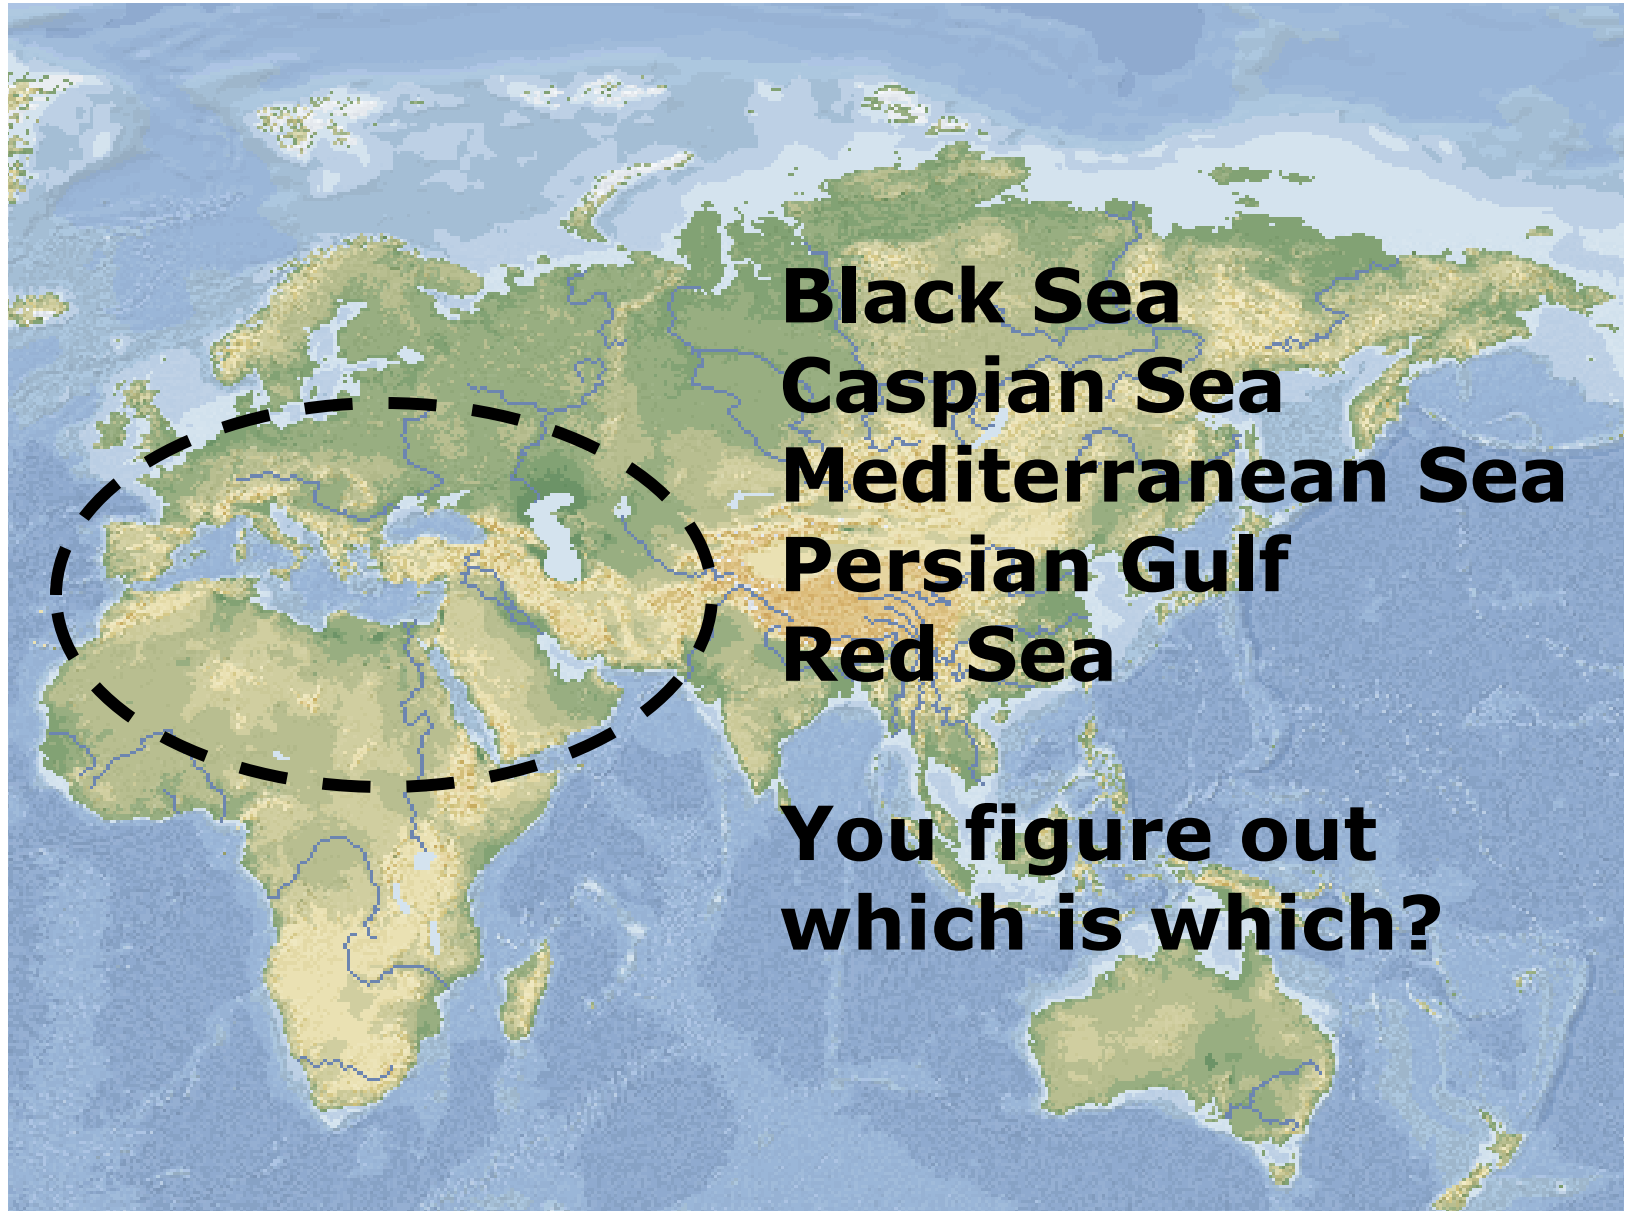 Black Sea
Caspian Sea
Mediterranean Sea
Persian Gulf
Red Sea
You figure out
which is which?